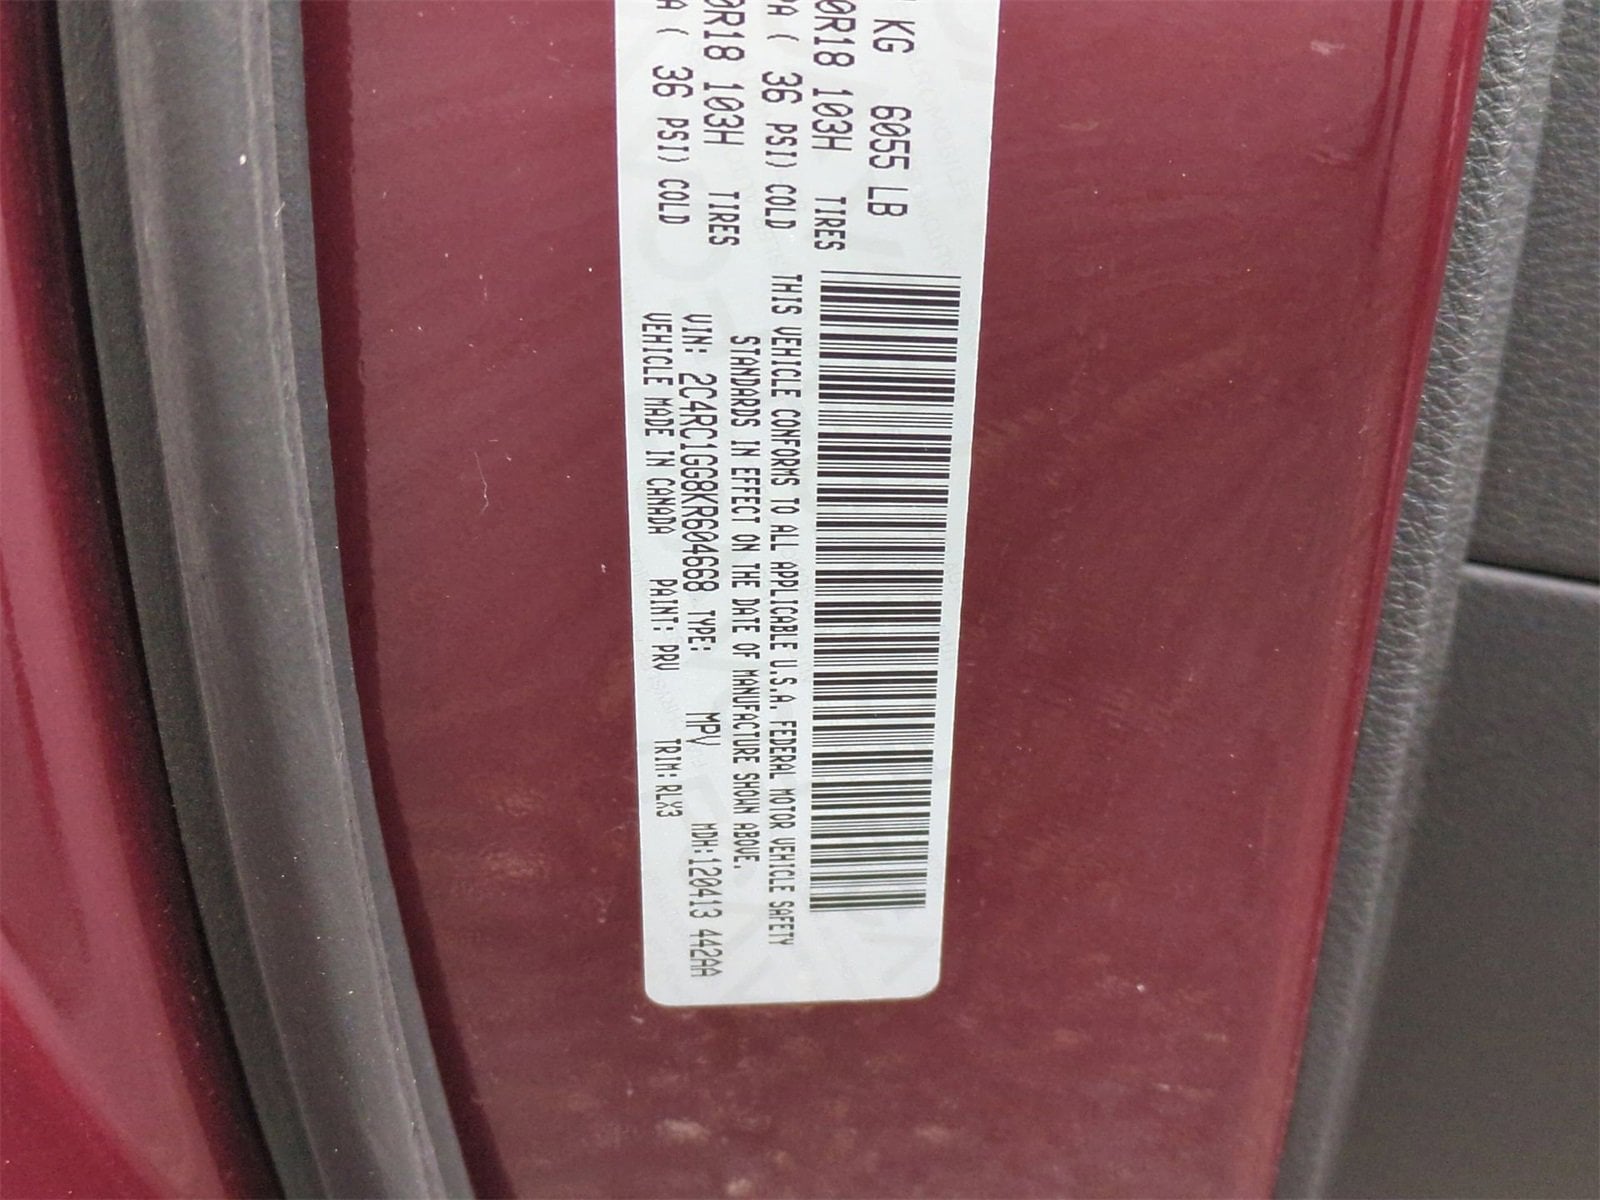 KG 6055 LB
0R18 103H TIRES
PA ( 36 PSI) COLD
0R18 103H TIRES
A ( 36 PSI) COLD
THIS VEHICLE CONFORMS TO ALL APPLICABLE U.S.A. FEDERAL MOTOR VEHICLE SAFETY
STANDARDS IN EFFECT ON THE DATE OF MANUFACTURE SHOWN ABOVE.
VIN: 2C4RC1GG8KR604668 TYPE: MPV MDH:120413 442AA
VEHICLE MADE IN CANADA PAINT: PRV TRIM:RLX3